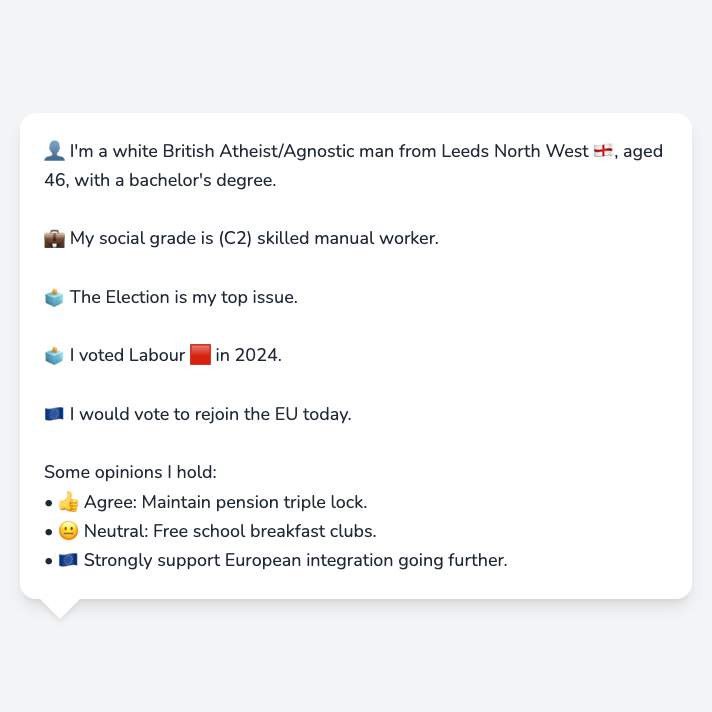 👤 I'm a white British Atheist/Agnostic man from Leeds North West 🏴󠁧󠁢󠁥󠁮󠁧󠁿, aged
46, with a bachelor's degree.
💼 My social grade is (C2) skilled manual worker.
🗳️ The Election is my top issue.
🗳️ I voted Labour 🟥 in 2024.
🇪🇺 I would vote to rejoin the EU today.
Some opinions I hold:
• 👍 Agree: Maintain pension triple lock.
• 😐 Neutral: Free school breakfast clubs.
• 🇪🇺 Strongly support European integration going further.